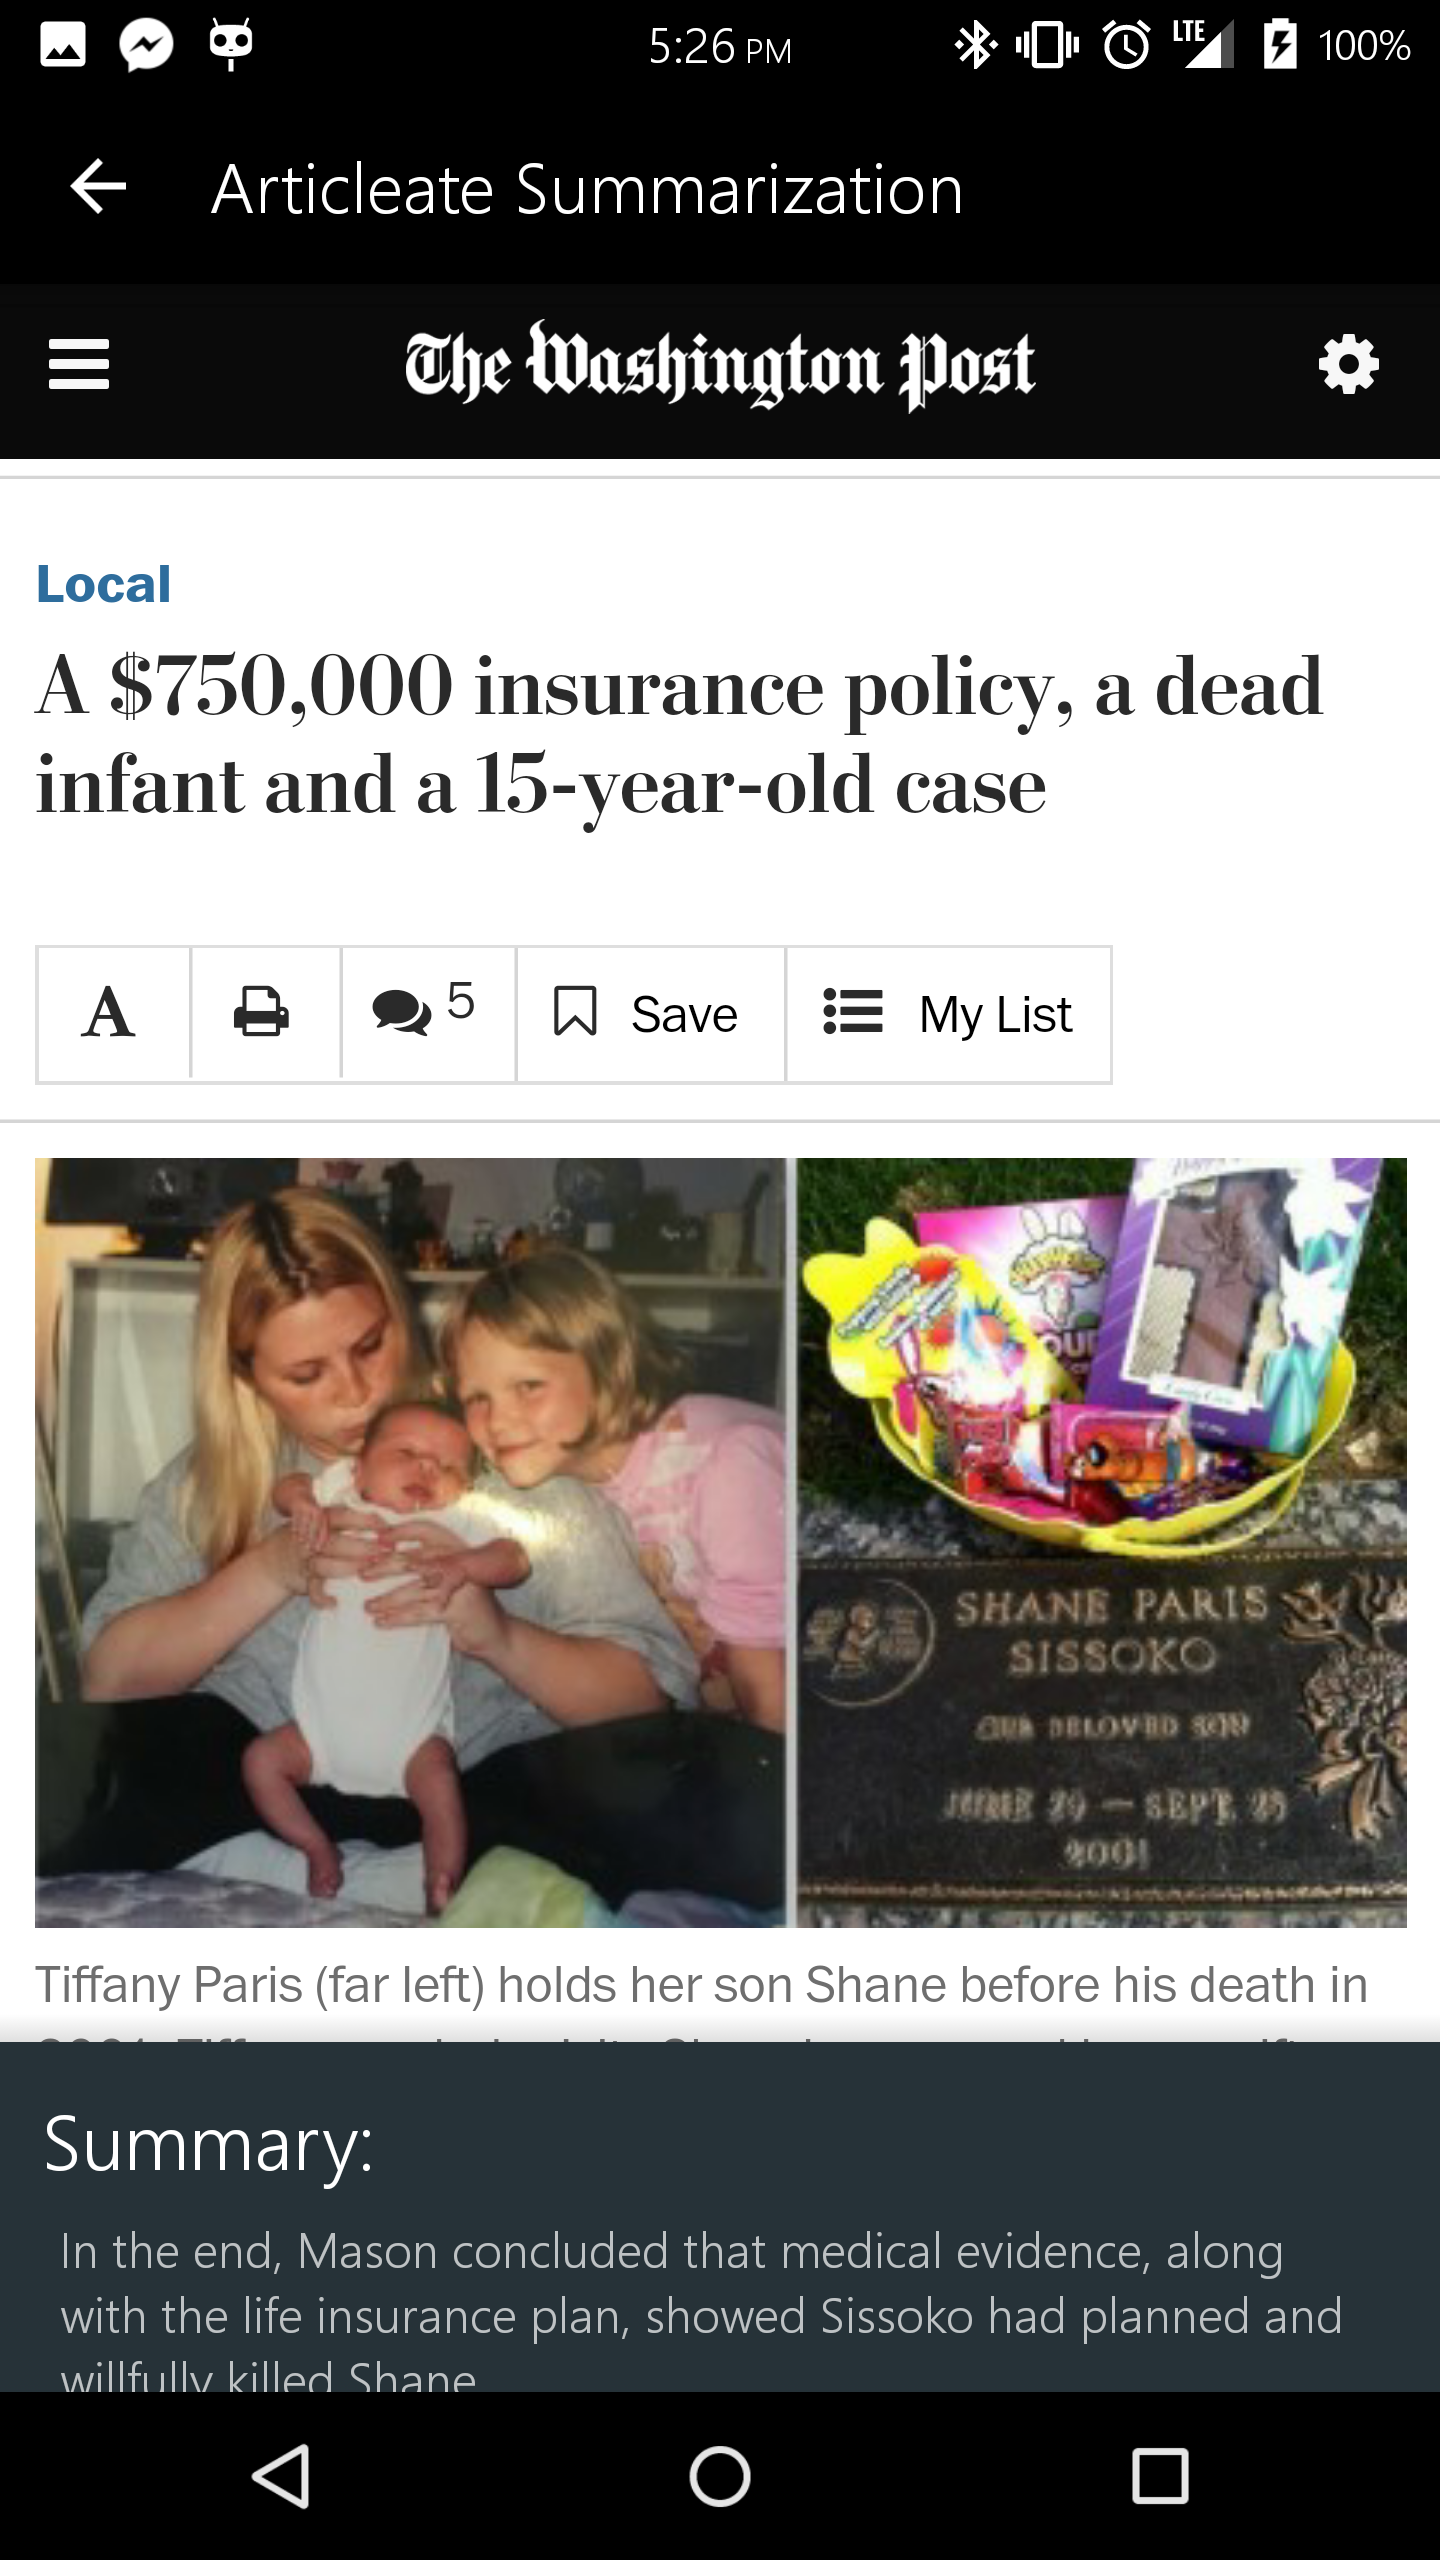 5:26 PM
LTE
100%
Articleate Summarization
The Washington Post
Local
A $750,000 insurance policy, a dead
infant and a 15-year-old case
A
5
Save
My List
SHANE PARIS
SISSOKO
OUR BELOVED SON
JUNE 29 — SEPT. 25
2001
Tiffany Paris (far left) holds her son Shane before his death in
Summary:
In the end, Mason concluded that medical evidence, along
with the life insurance plan, showed Sissoko had planned and
willfully killed Shane